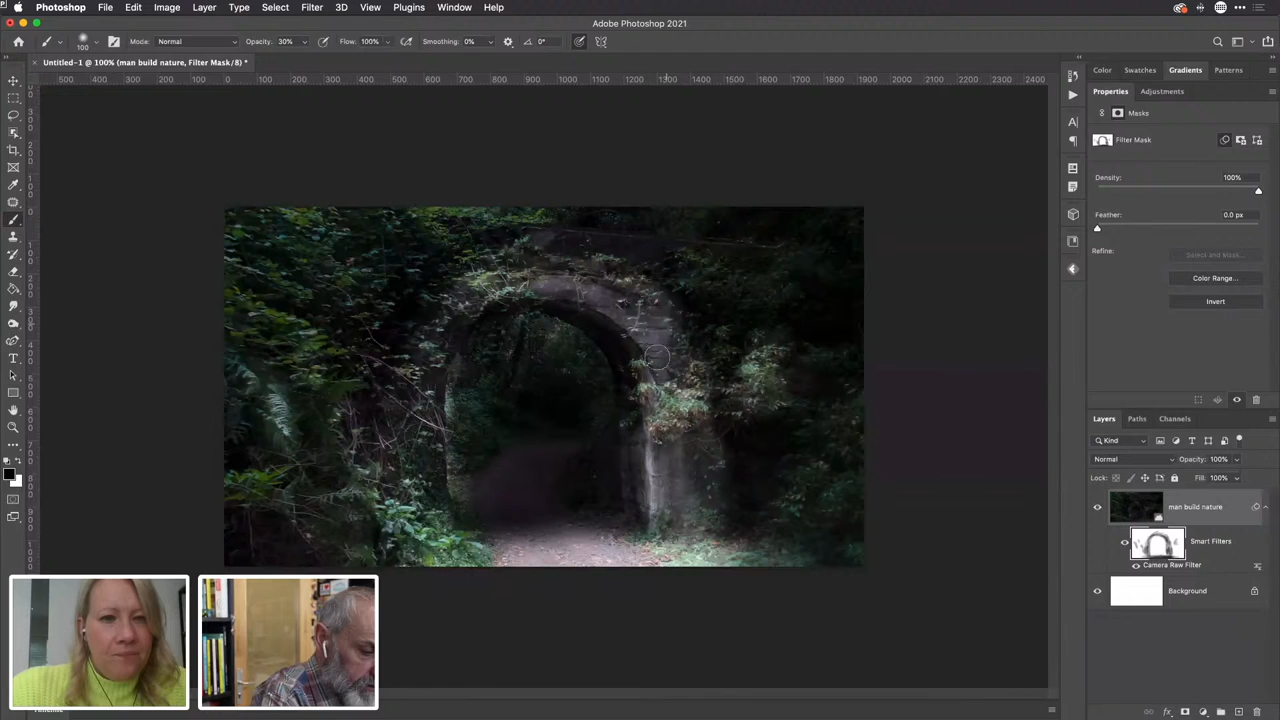 Photoshop File Edit Image Layer Type Select Filter 3D View Plugins Window Help
Adobe Photoshop 2021
100 Mode: Normal Opacity: 30% Flow: 100% Smoothing: 0% 0°
Untitled-1 @ 100% (man build nature, Filter Mask/8) *
500 400 300 200 100 0 100 200 300 400 500 600 700 800 900 1000 1100 1200 1300 1400 1500 1600 1700 1800 1900 2000 2100 2200 2300 2400
Color Swatches Gradients Patterns
Properties Adjustments
Masks
Filter Mask
Density: 100%
Feather: 0.0 px
Refine: Select and Mask...
Color Range...
Invert
Layers Paths Channels
Kind
Normal Opacity: 100%
Lock: Fill: 100%
man build nature
Smart Filters
Camera Raw Filter
Background